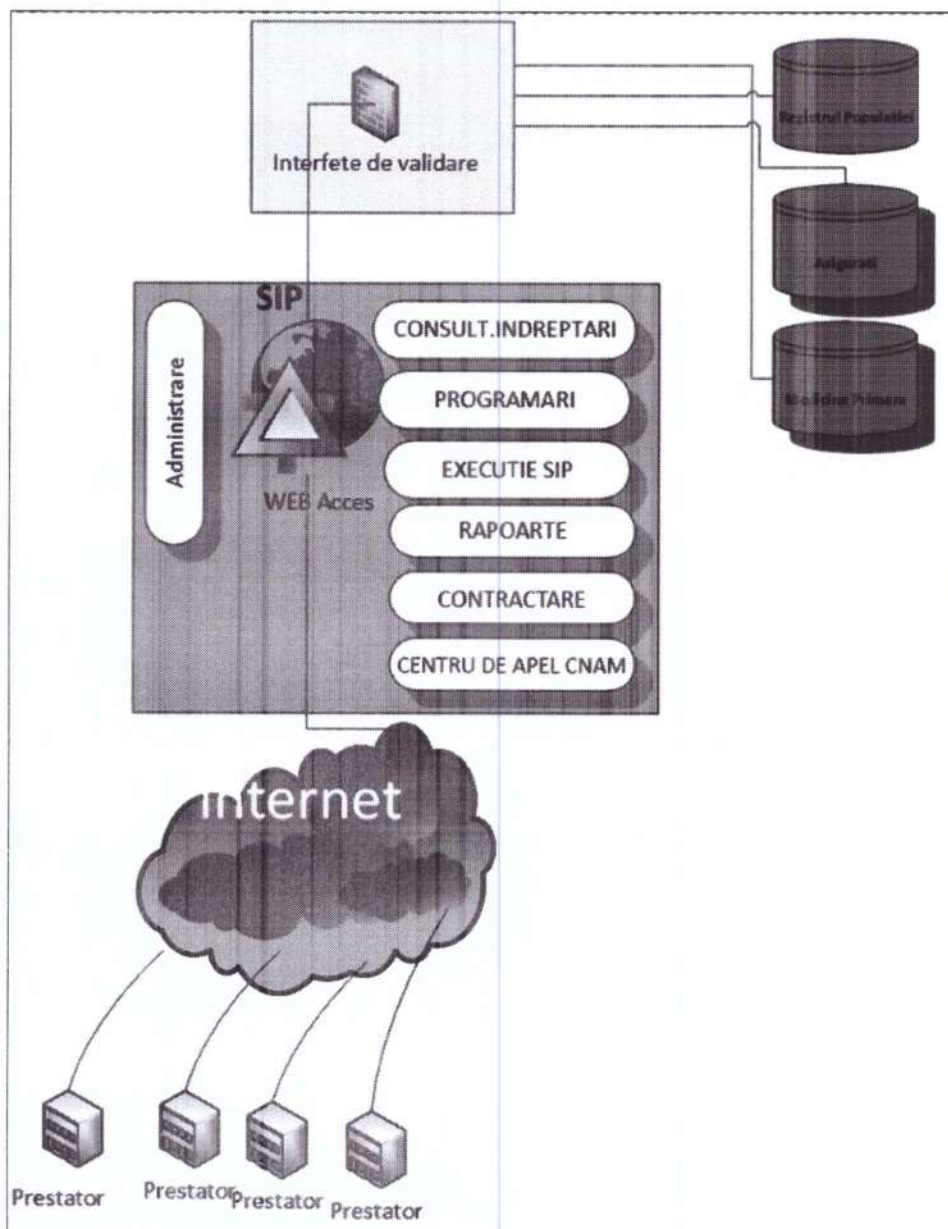 Interfete de validare
Registrul Populatiei
Asigurati
Medicina Primara
SIP
Administrare
WEB Acces
CONSULT.INDREPTARI
PROGRAMARI
EXECUTIE SIP
RAPOARTE
CONTRACTARE
CENTRU DE APEL CNAM
Internet
Prestator
Prestator
Prestator
Prestator